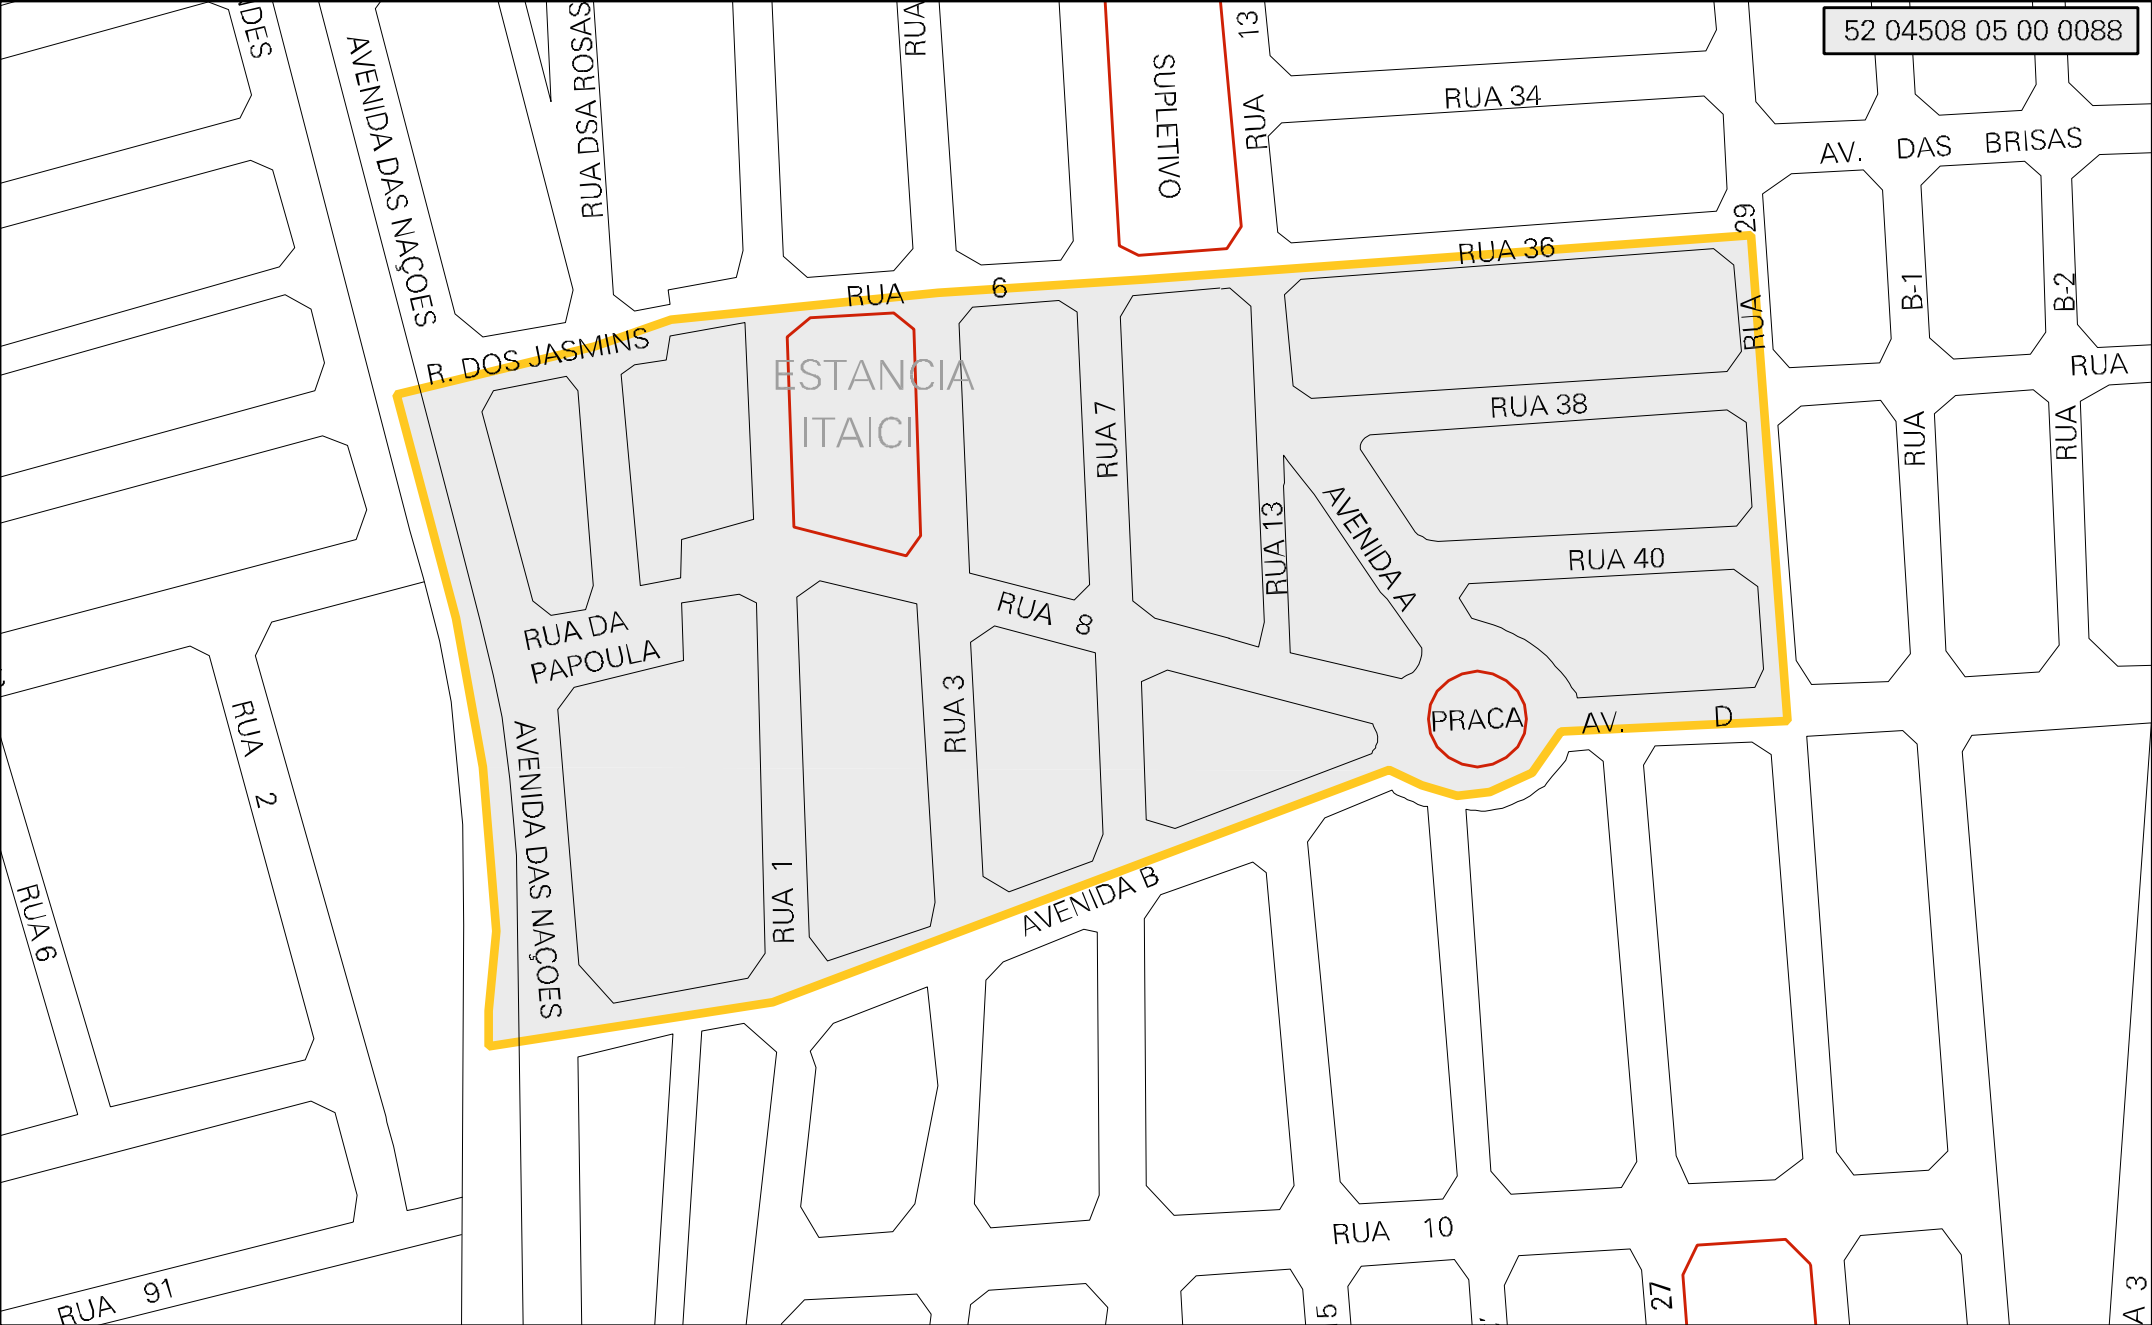 52 04508 05 00 0088
AVENIDA DAS NAÇOES
RUA DSA ROSAS
RUA
SUPLETIVO
RUA 13
RUA 34
AV. DAS BRISAS
RUA 29
RUA 36
B-1
B-2
RUA
RUA
RUA
RUA 6
R. DOS JASMINS
ESTANCIA
ITAICI
RUA 7
RUA 38
RUA 13
AVENIDA A
RUA 40
RUA 8
RUA DA
PAPOULA
RUA 3
PRACA
AV. D
RUA 2
AVENIDA DAS NAÇOES
RUA 1
AVENIDA B
RUA 6
RUA 10
RUA 91
27